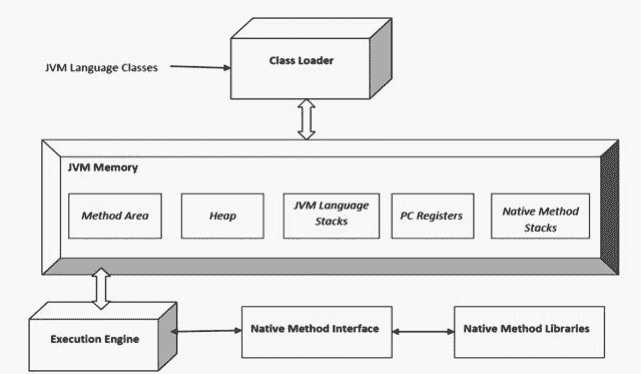 Class Loader
JVM Language Classes
JVM Memory
Method Area
Heap
JVM Language
Stacks
PC Registers
Native Method
Stacks
Execution Engine
Native Method Interface
Native Method Libraries